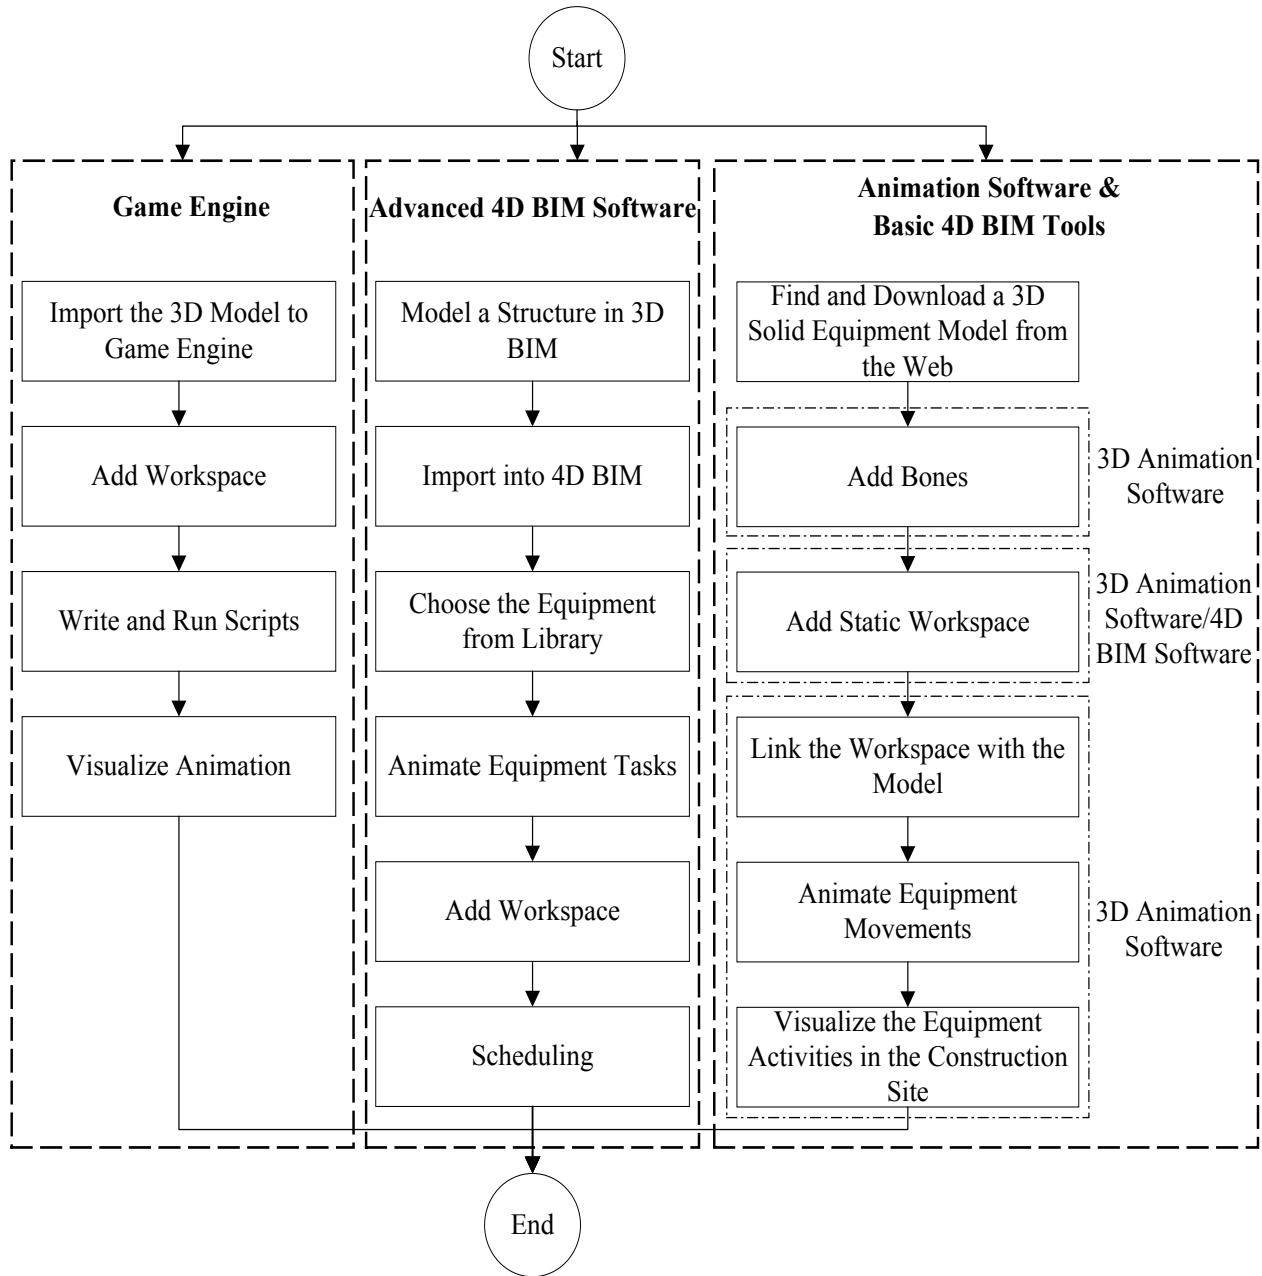 Start
Game Engine
Import the 3D Model to
Game Engine
Add Workspace
Write and Run Scripts
Visualize Animation
Advanced 4D BIM Software
Model a Structure in 3D
BIM
Import into 4D BIM
Choose the Equipment
from Library
Animate Equipment Tasks
Add Workspace
Scheduling
Animation Software &
Basic 4D BIM Tools
Find and Download a 3D
Solid Equipment Model from
the Web
Add Bones
3D Animation
Software
Add Static Workspace
3D Animation
Software/4D
BIM Software
Link the Workspace with the
Model
Animate Equipment
Movements
3D Animation
Software
Visualize the Equipment
Activities in the Construction
Site
End